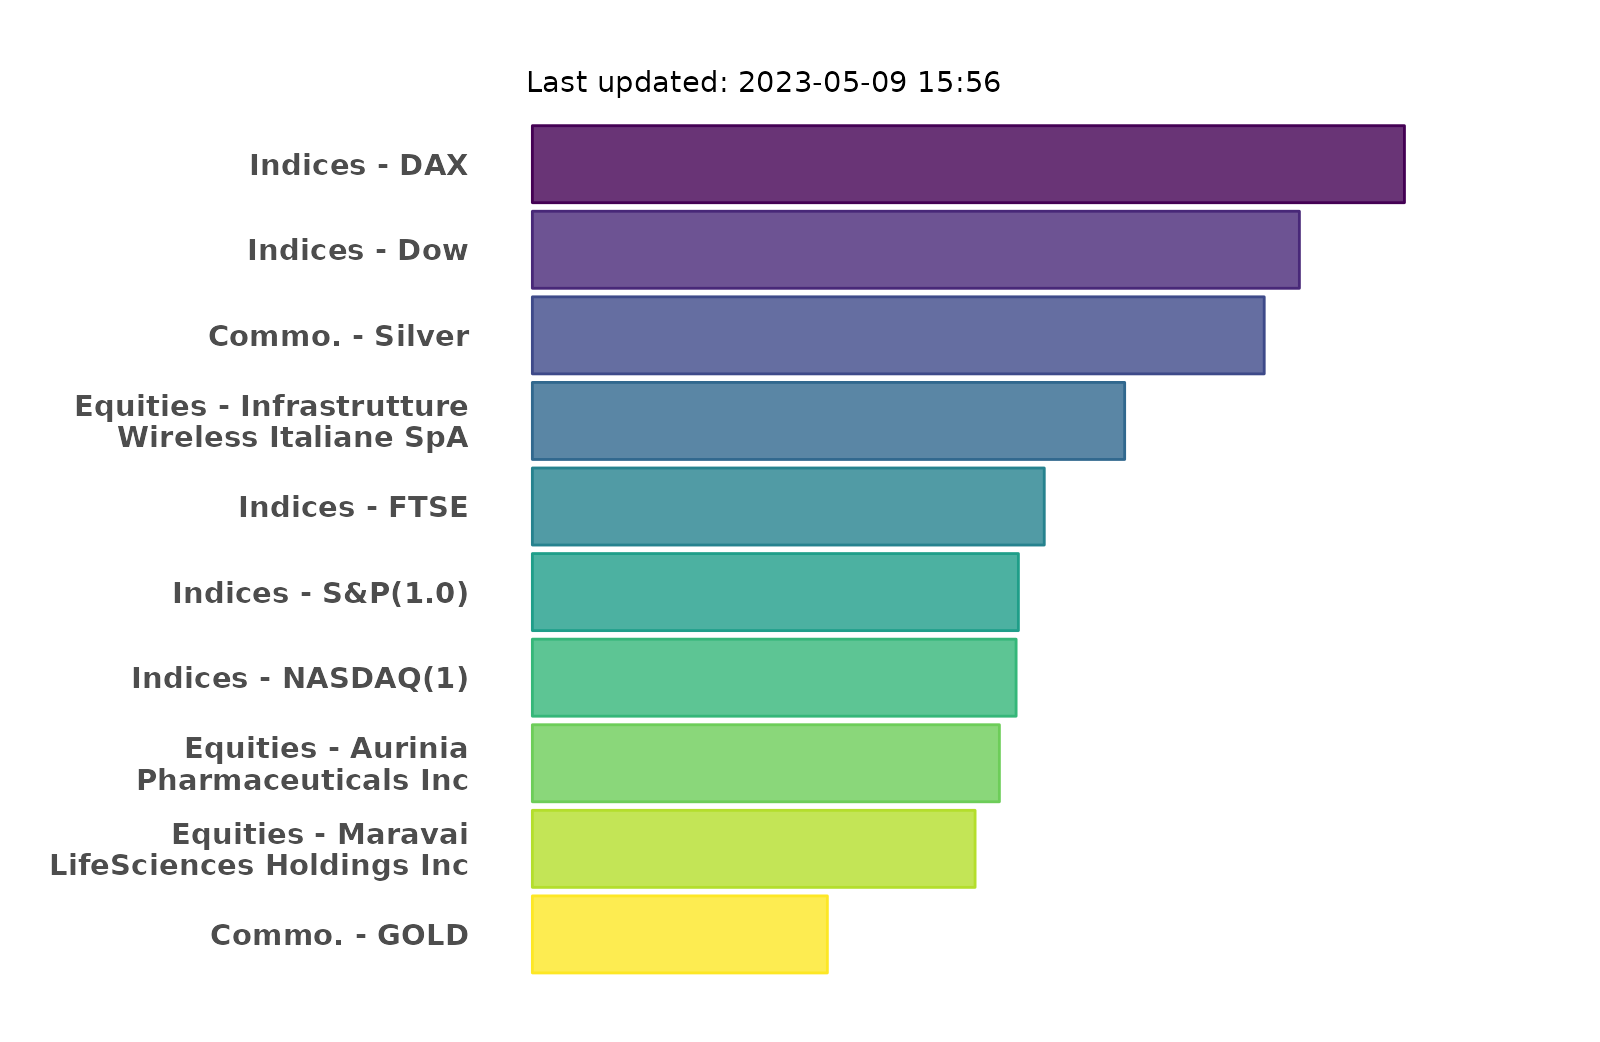 Last updated: 2023-05-09 15:56
Indices - DAX
Indices - Dow
Commo. - Silver
Equities - Infrastrutture
Wireless Italiane SpA
Indices - FTSE
Indices - S&P(1.0)
Indices - NASDAQ(1)
Equities - Aurinia
Pharmaceuticals Inc
Equities - Maravai
LifeSciences Holdings Inc
Commo. - GOLD